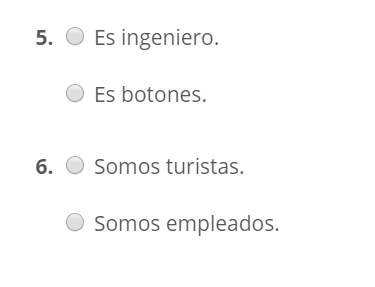 5. Es ingeniero.
Es botones.
6. Somos turistas.
Somos empleados.